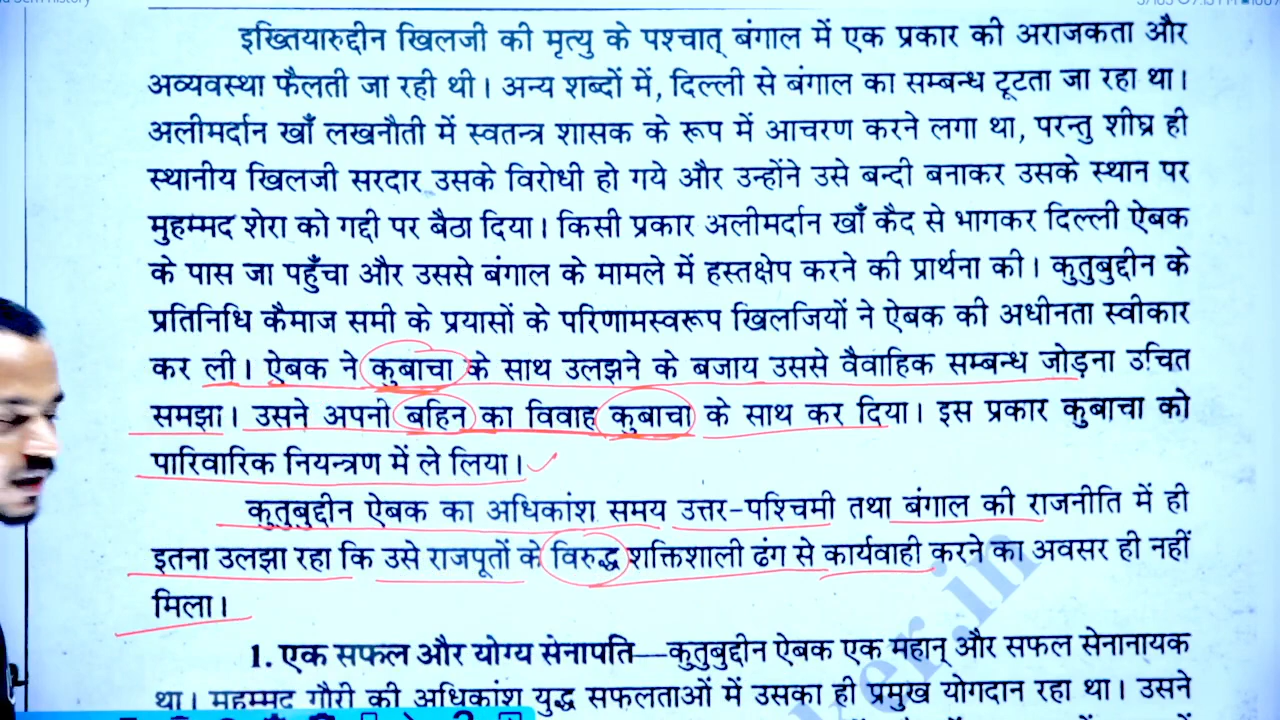 इख्तियारुद्दीन खिलजी की मृत्यु के पश्चात् बंगाल में एक प्रकार की अराजकता और
अव्यवस्था फैलती जा रही थी। अन्य शब्दों में, दिल्ली से बंगाल का सम्बन्ध टूटता जा रहा था।
अलीमर्दान खाँ लखनौती में स्वतन्त्र शासक के रूप में आचरण करने लगा था, परन्तु शीघ्र ही
स्थानीय खिलजी सरदार उसके विरोधी हो गये और उन्होंने उसे बन्दी बनाकर उसके स्थान पर
मुहम्मद शेरा को गद्दी पर बैठा दिया। किसी प्रकार अलीमर्दान खाँ कैद से भागकर दिल्ली ऐबक
के पास जा पहुँचा और उससे बंगाल के मामले में हस्तक्षेप करने की प्रार्थना की। कुतुबुद्दीन के
प्रतिनिधि कैमाज समी के प्रयासों के परिणामस्वरूप खिलजियों ने ऐबक की अधीनता स्वीकार
कर ली। ऐबक ने कुबाचा के साथ उलझने के बजाय उससे वैवाहिक सम्बन्ध जोड़ना उचित
समझा। उसने अपनी बहिन का विवाह कुबाचा के साथ कर दिया। इस प्रकार कुबाचा को
पारिवारिक नियन्त्रण में ले लिया।
कुतुबुद्दीन ऐबक का अधिकांश समय उत्तर-पश्चिमी तथा बंगाल की राजनीति में ही
इतना उलझा रहा कि उसे राजपूतों के विरुद्ध शक्तिशाली ढंग से कार्यवाही करने का अवसर ही नहीं
मिला।
1. एक सफल और योग्य सेनापति—कुतुबुद्दीन ऐबक एक महान् और सफल सेनानायक
था। मुहम्मद गौरी की अधिकांश युद्ध सफलताओं में उसका ही प्रमुख योगदान रहा था। उसने
ker.in